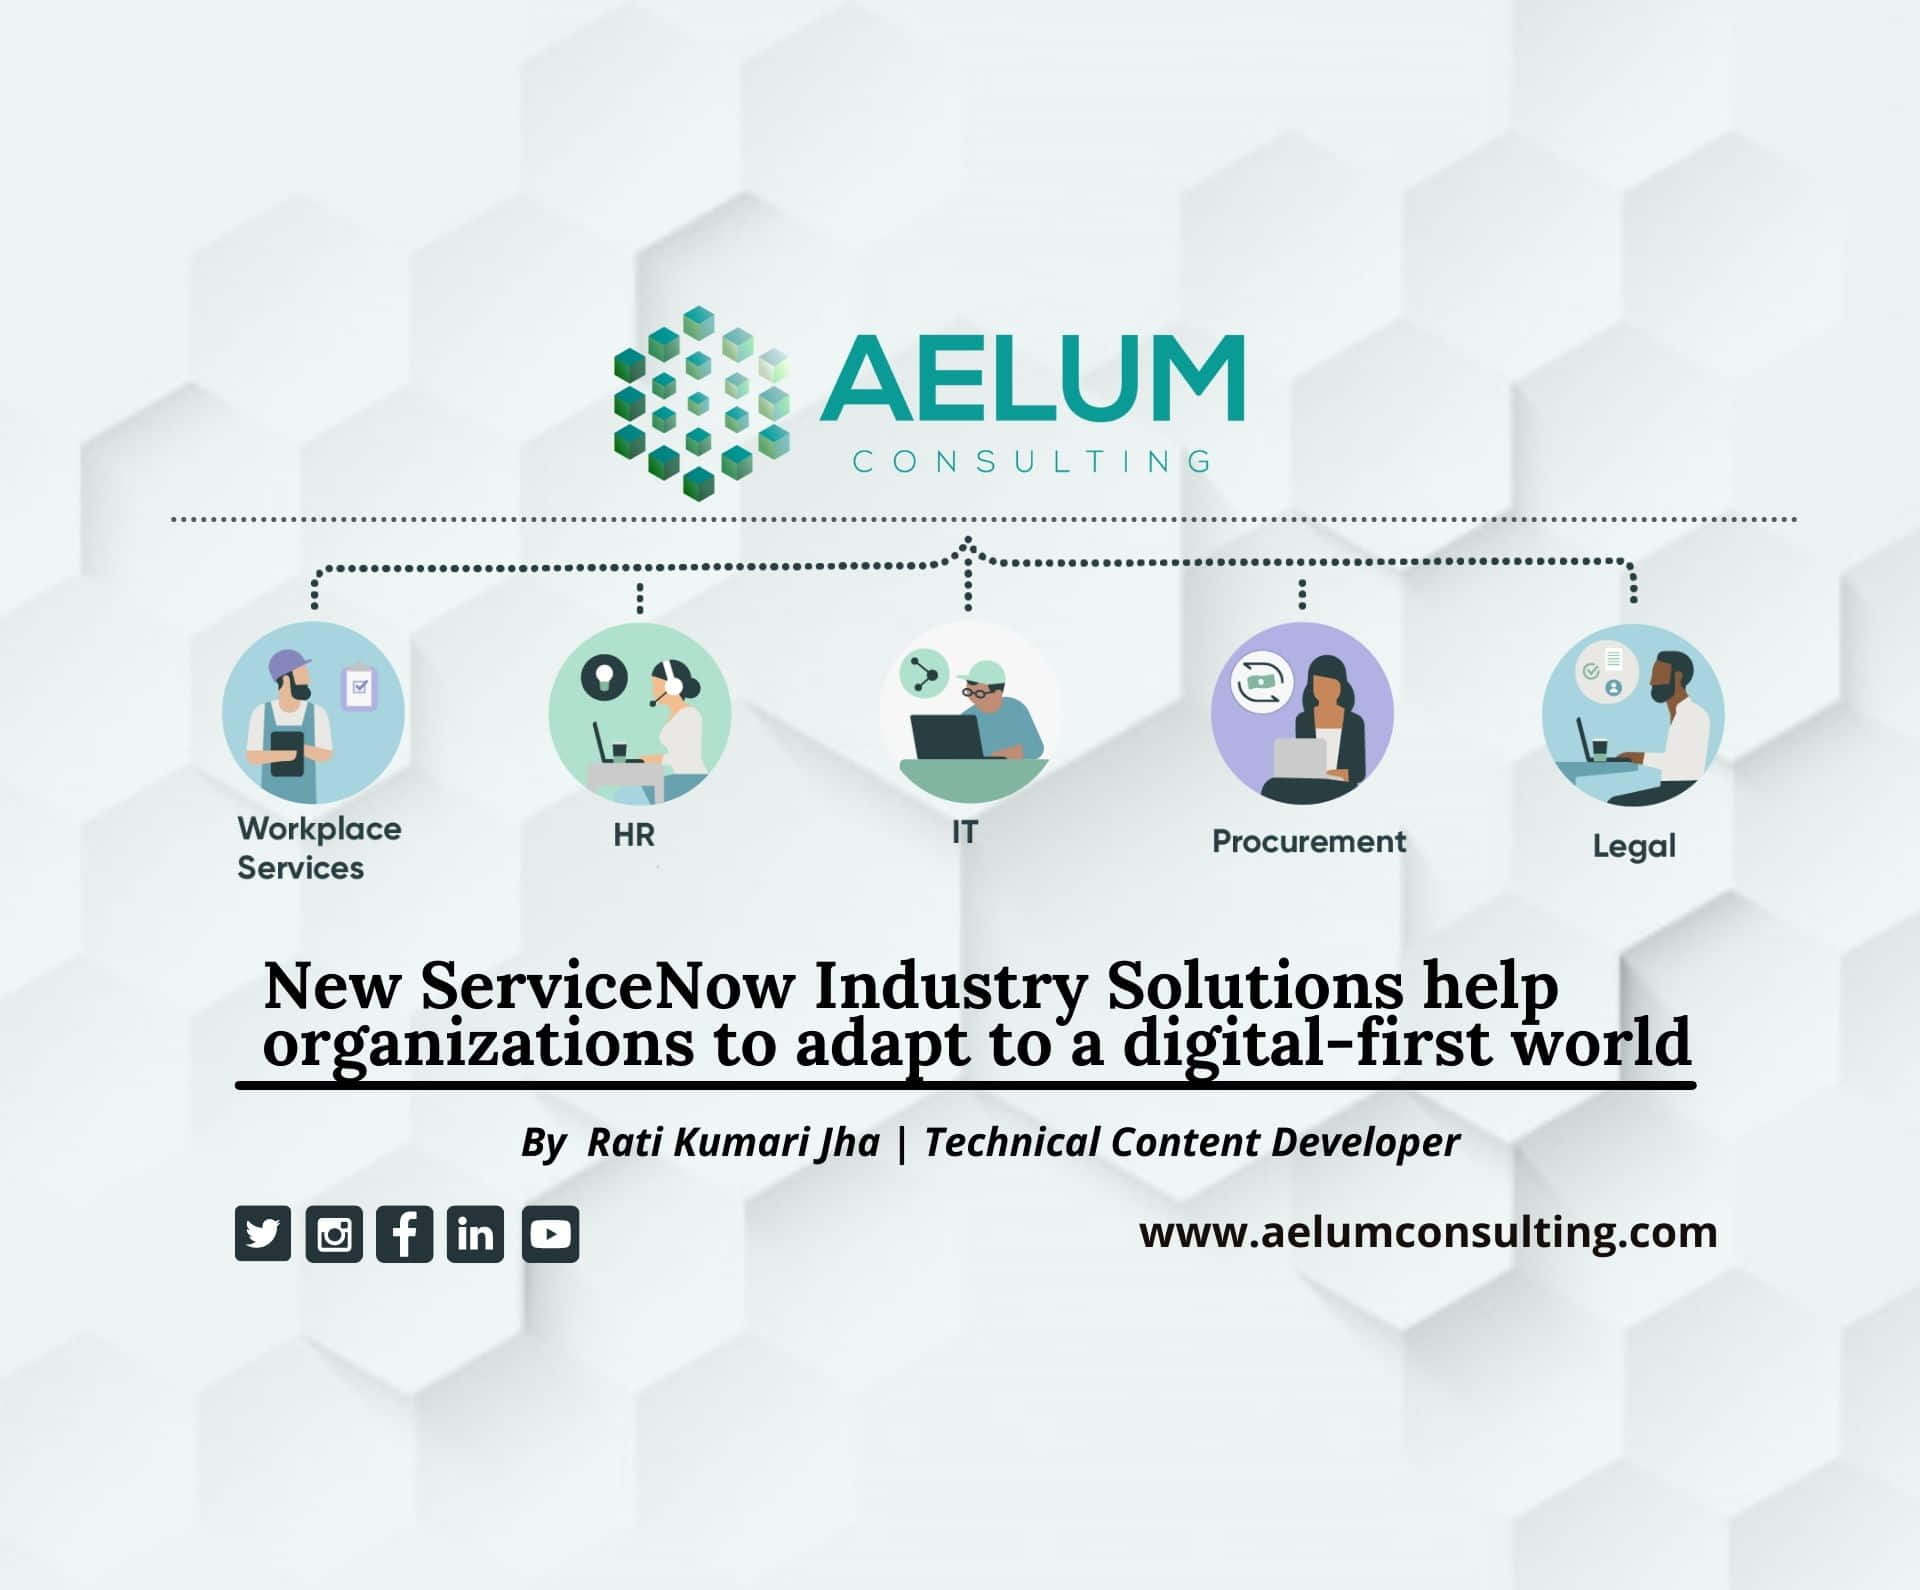 AELUM
CONSULTING
Workplace
Services
HR
IT
Procurement
Legal
New ServiceNow Industry Solutions help
organizations to adapt to a digital-first world
By Rati Kumari Jha | Technical Content Developer
www.aelumconsulting.com